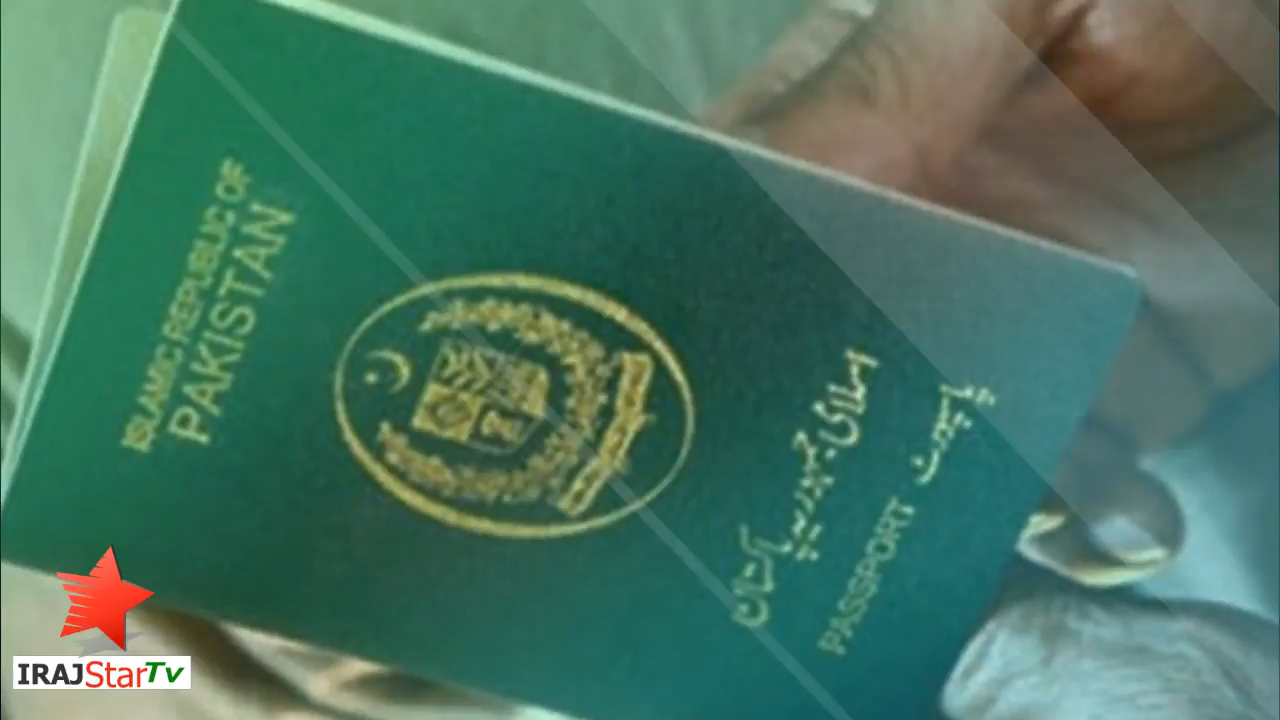 ISLAMIC REPUBLIC OF
PAKISTAN
اسلامی جمہوریہ پاکستان
پاسپورٹ
PASSPORT
IRAJStarTv